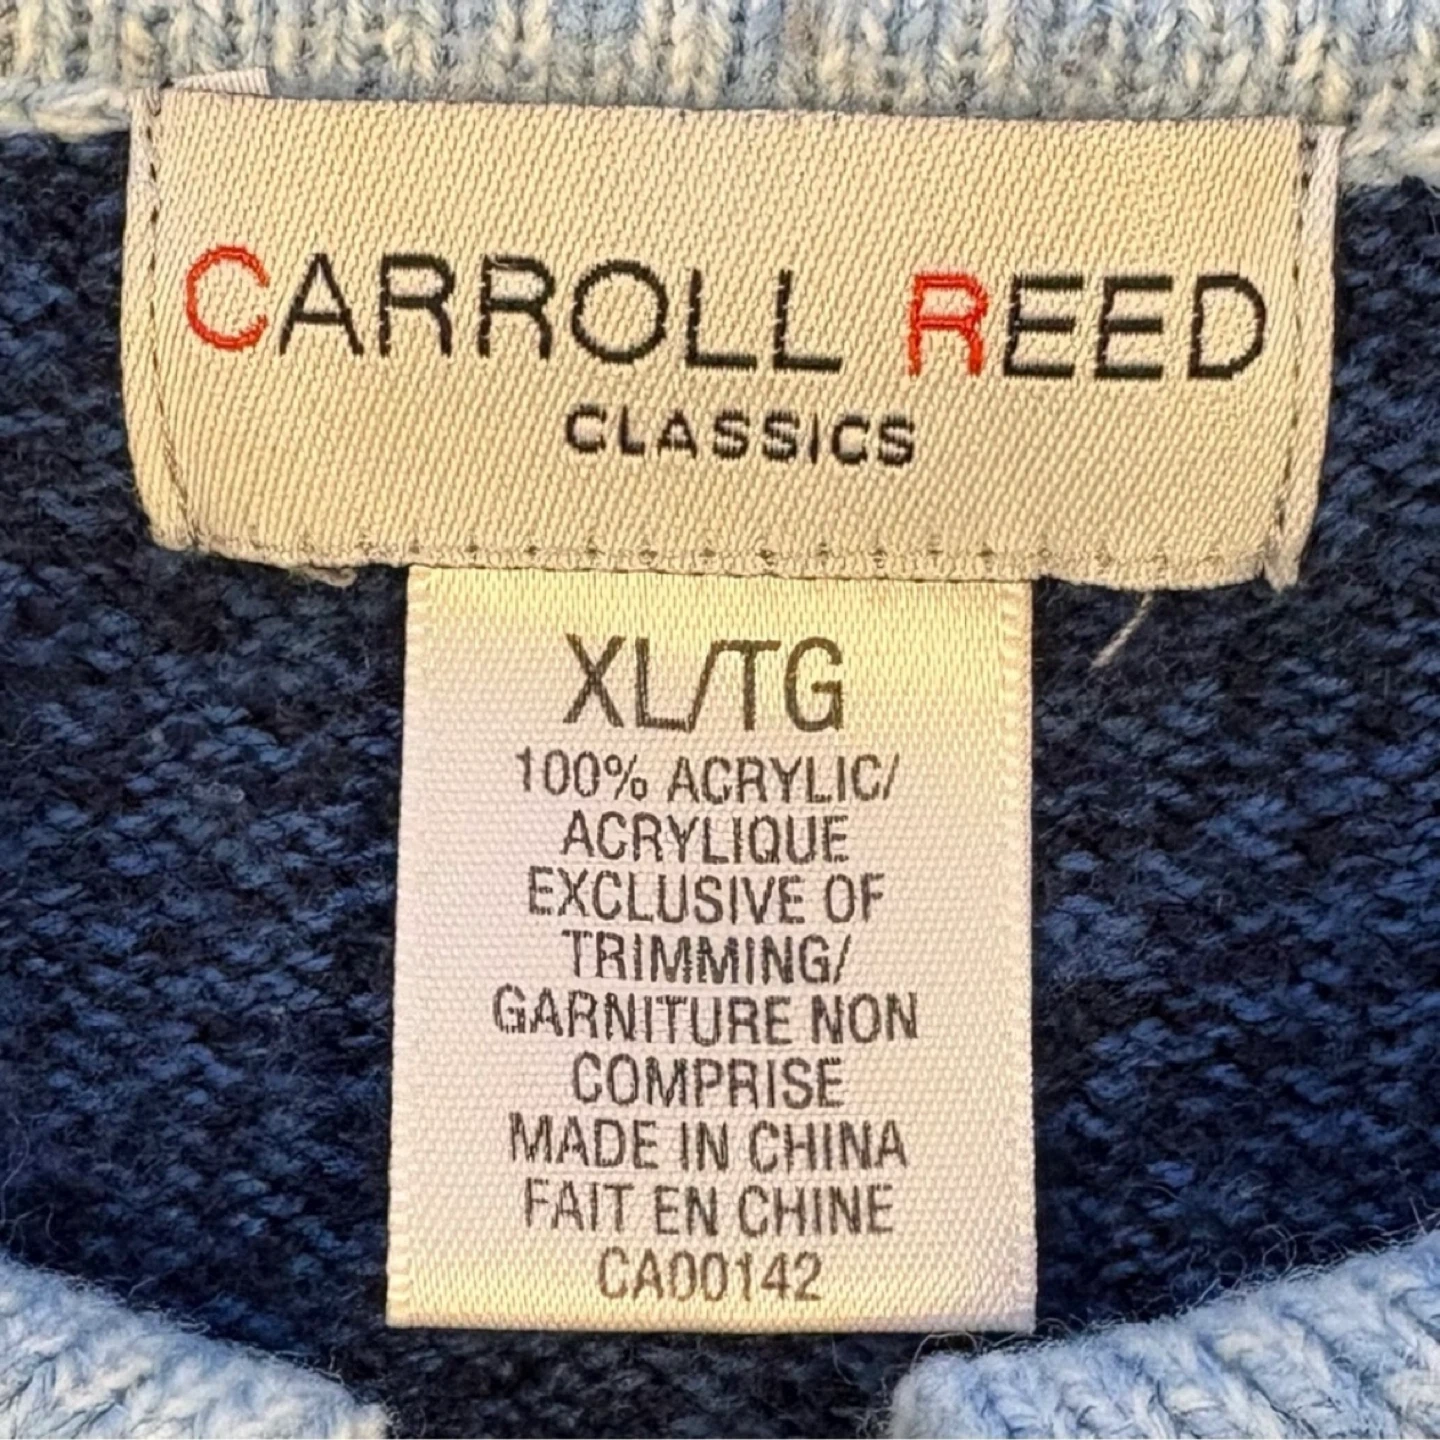 CARROLL REED
CLASSICS
XL/TG
100% ACRYLIC/
ACRYLIQUE
EXCLUSIVE OF
TRIMMING/
GARNITURE NON
COMPRISE
MADE IN CHINA
FAIT EN CHINE
CA00142